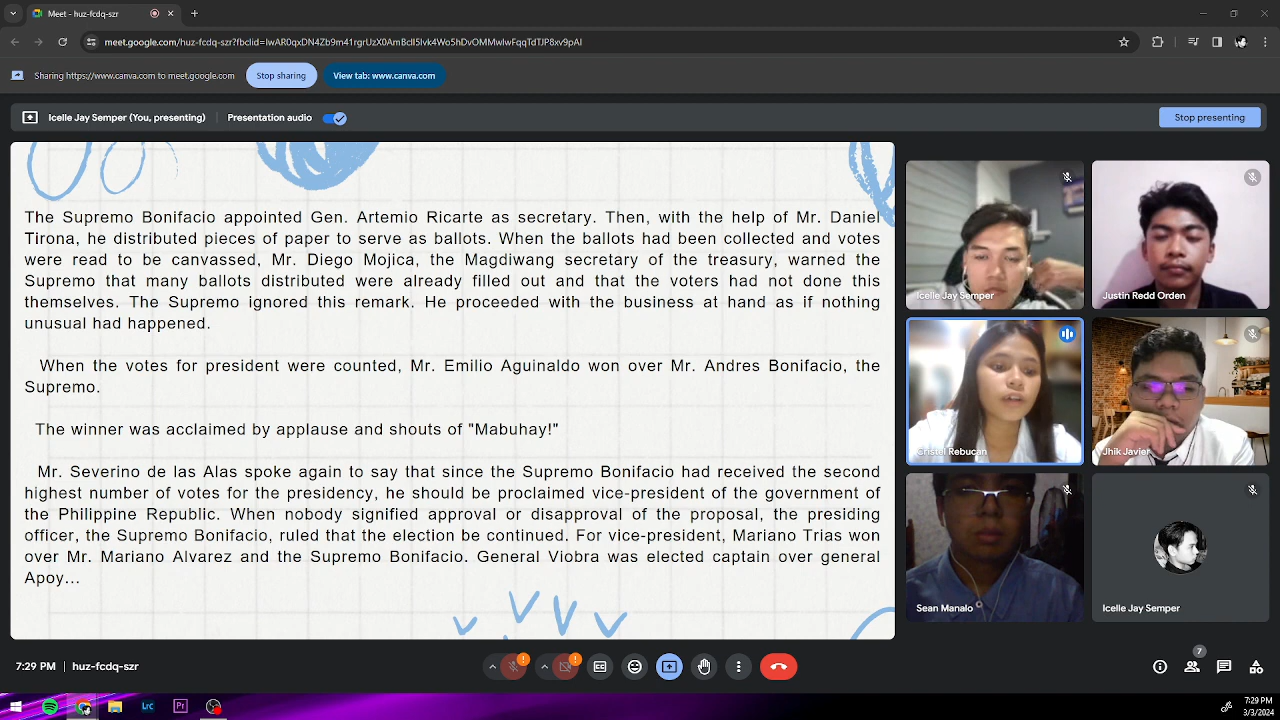 Meet - huz-fcdq-szr
meet.google.com/huz-fcdq-szr?fbclid=IwAR0qxDN4Zb9m41rgrUzX0AmBclI5Ivk4Wo5hDvOMMwlwFqqTdTJP8xv9pAI
Sharing https://www.canva.com to meet.google.com
Stop sharing
View tab: www.canva.com
Icelle Jay Semper (You, presenting)
Presentation audio
Stop presenting
The Supremo Bonifacio appointed Gen. Artemio Ricarte as secretary. Then, with the help of Mr. Daniel
Tirona, he distributed pieces of paper to serve as ballots. When the ballots had been collected and votes
were read to be canvassed, Mr. Diego Mojica, the Magdiwang secretary of the treasury, warned the
Supremo that many ballots distributed were already filled out and that the voters had not done this
themselves. The Supremo ignored this remark. He proceeded with the business at hand as if nothing
unusual had happened.
When the votes for president were counted, Mr. Emilio Aguinaldo won over Mr. Andres Bonifacio, the
Supremo.
The winner was acclaimed by applause and shouts of "Mabuhay!"
Mr. Severino de las Alas spoke again to say that since the Supremo Bonifacio had received the second
highest number of votes for the presidency, he should be proclaimed vice-president of the government of
the Philippine Republic. When nobody signified approval or disapproval of the proposal, the presiding
officer, the Supremo Bonifacio, ruled that the election be continued. For vice-president, Mariano Trias won
over Mr. Mariano Alvarez and the Supremo Bonifacio. General Viobra was elected captain over general
Apoy...
Icelle Jay Semper
Justin Redd Orden
Cristel Rebucan
Jhik Javier
Sean Manalo
Icelle Jay Semper
7:29 PM | huz-fcdq-szr
7
Lrc
Pr
7:29 PM
3/3/2024